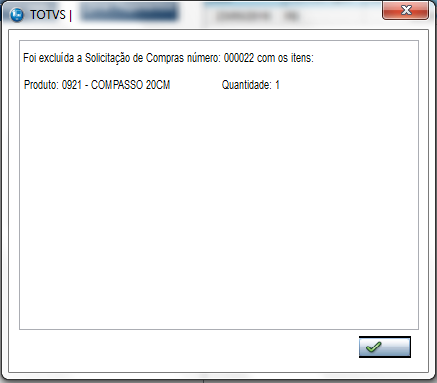 TOTVS |
Foi excluída a Solicitação de Compras número: 000022 com os itens:
Produto: 0921 - COMPASSO 20CM Quantidade: 1